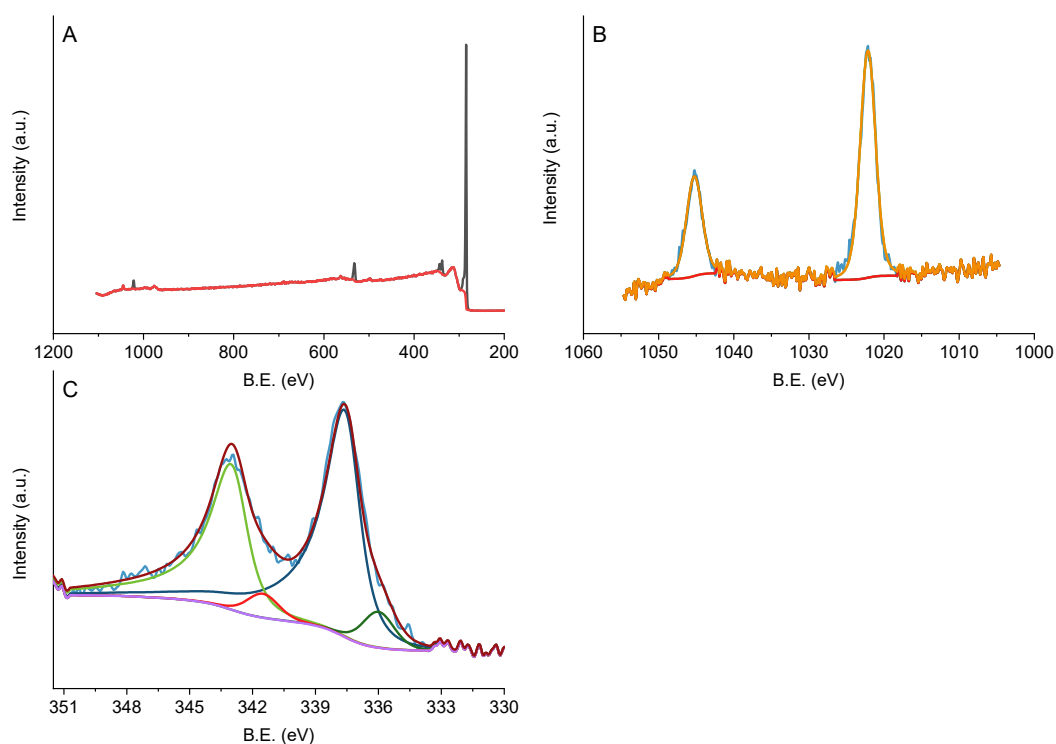 A
Intensity (a.u.)
1200 1000 800 600 400 200
B.E. (eV)
B
Intensity (a.u.)
1060 1050 1040 1030 1020 1010 1000
B.E. (eV)
C
Intensity (a.u.)
351 348 345 342 339 336 333 330
B.E. (eV)